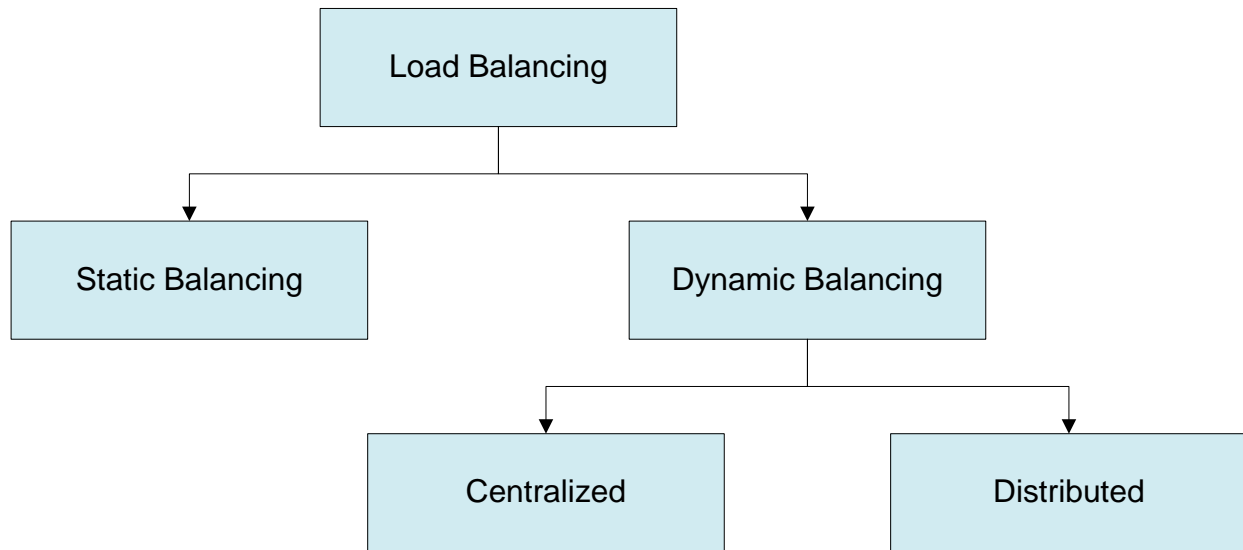 Load Balancing
Static Balancing
Dynamic Balancing
Centralized
Distributed